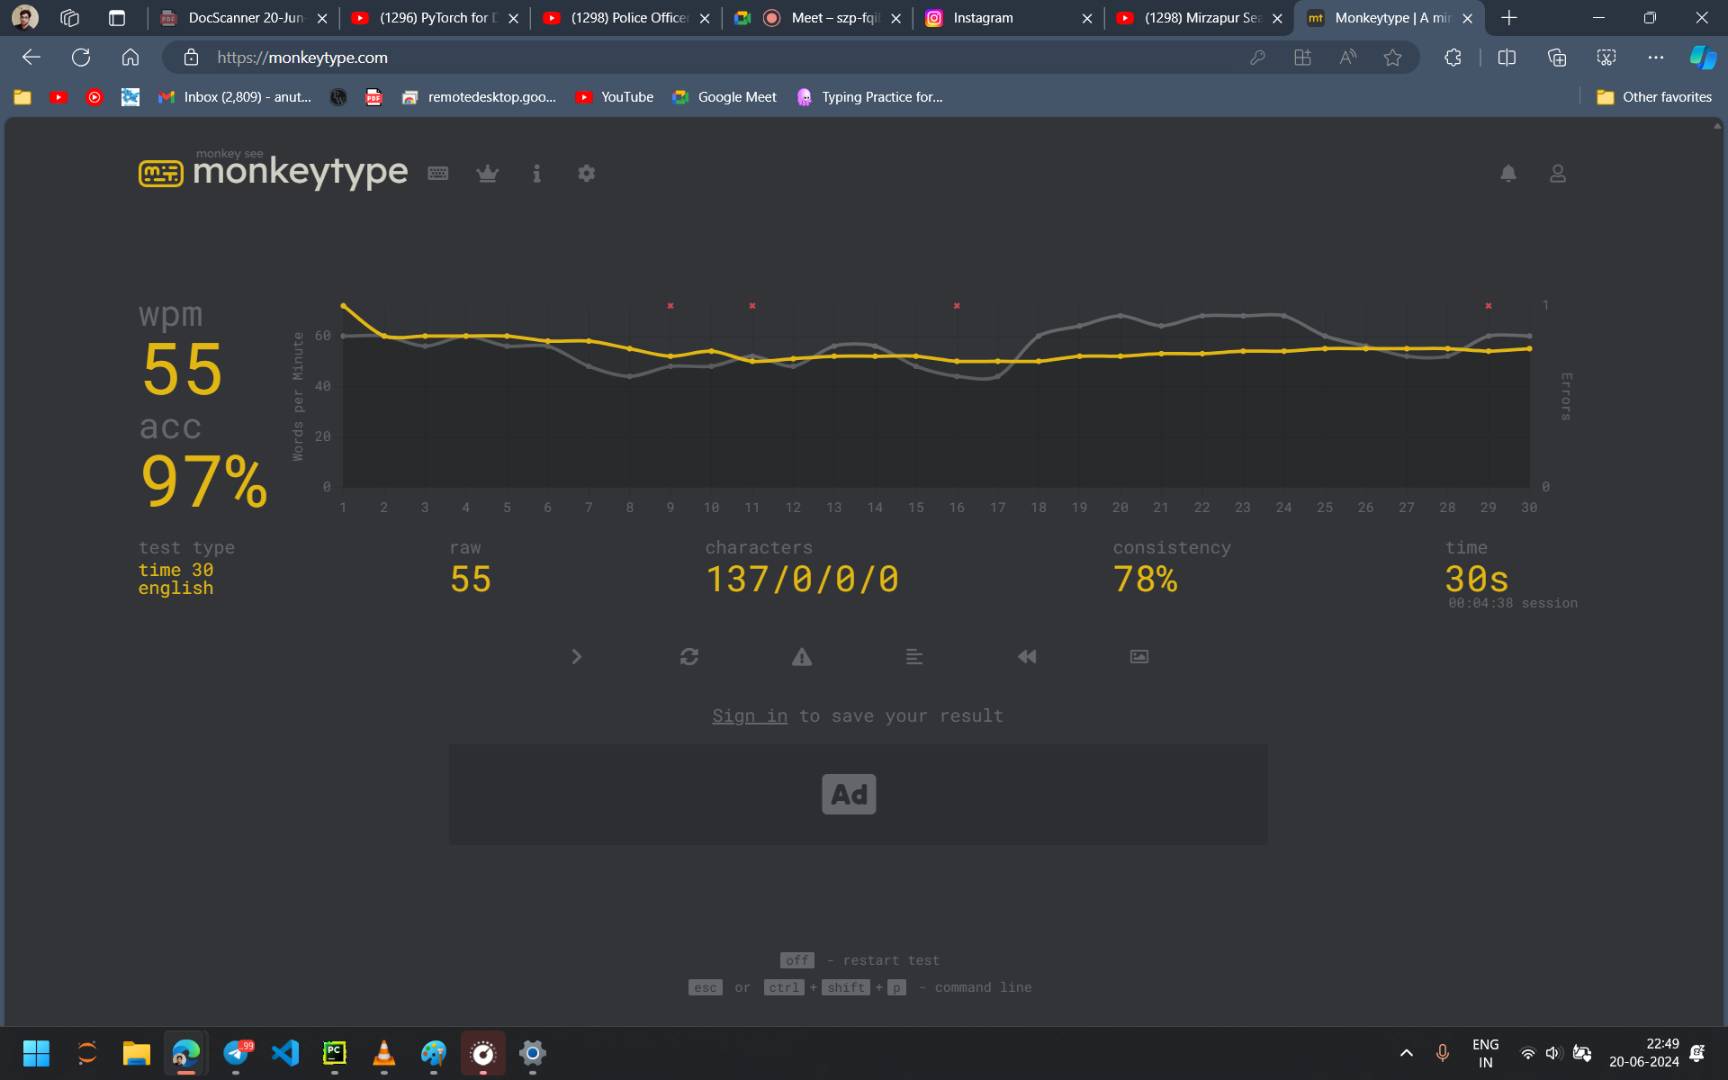 DocScanner 20-Jun-
(1296) PyTorch for D
(1298) Police Officer
Meet – szp-fqil
Instagram
(1298) Mirzapur Sea
Monkeytype | A min
https://monkeytype.com
Inbox (2,809) - anut...
remotedesktop.goo...
YouTube
Google Meet
Typing Practice for...
Other favorites
monkey see
monkeytype
wpm
55
acc
97%
Words per Minute
60
40
20
0
1
Errors
0
1 2 3 4 5 6 7 8 9 10 11 12 13 14 15 16 17 18 19 20 21 22 23 24 25 26 27 28 29 30
test type
time 30
english
raw
55
characters
137/0/0/0
consistency
78%
time
30s
00:04:38 session
Sign in to save your result
Ad
off - restart test
esc or ctrl + shift + p - command line
99
ENG
IN
22:49
20-06-2024